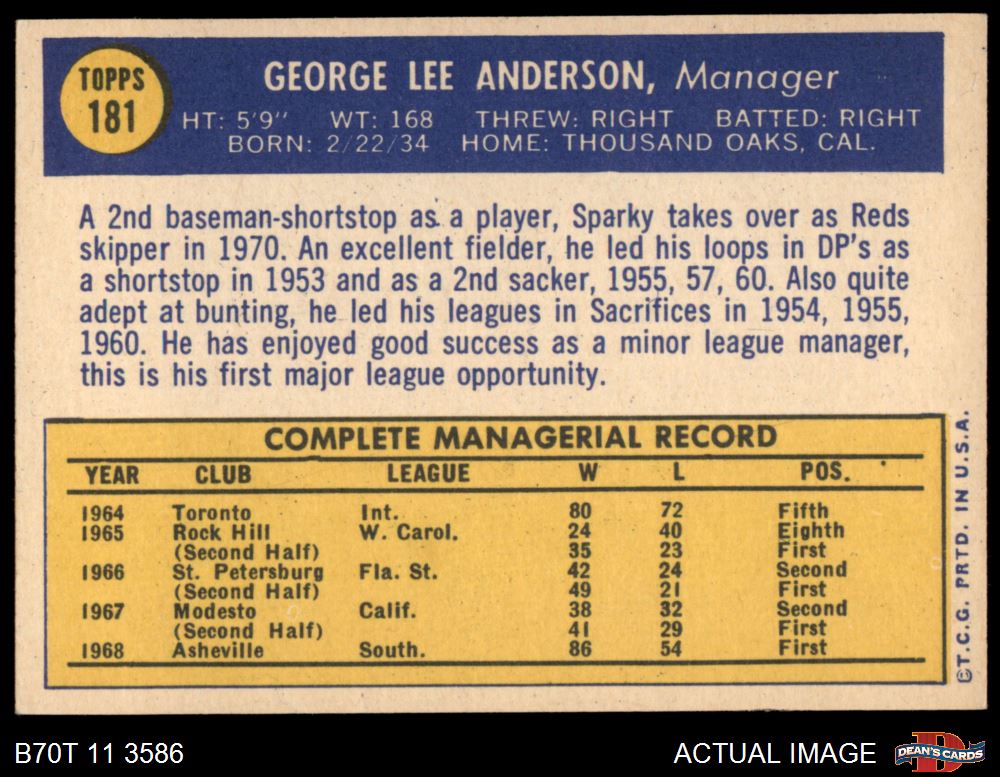 TOPPS
181
GEORGE LEE ANDERSON, Manager
HT: 5'9" WT: 168 THREW: RIGHT BATTED: RIGHT
BORN: 2/22/34 HOME: THOUSAND OAKS, CAL.
A 2nd baseman-shortstop as a player, Sparky takes over as Reds
skipper in 1970. An excellent fielder, he led his loops in DP's as
a shortstop in 1953 and as a 2nd sacker, 1955, 57, 60. Also quite
adept at bunting, he led his leagues in Sacrifices in 1954, 1955,
1960. He has enjoyed good success as a minor league manager,
this is his first major league opportunity.
COMPLETE MANAGERIAL RECORD
YEAR CLUB LEAGUE W L POS.
1964 Toronto Int. 80 72 Fifth
1965 Rock Hill W. Carol. 24 40 Eighth
(Second Half) 35 23 First
1966 St. Petersburg Fla. St. 42 24 Second
(Second Half) 49 21 First
1967 Modesto Calif. 38 32 Second
(Second Half) 41 29 First
1968 Asheville South. 86 54 First
©T.C.G. PRTD. IN U.S.A.
B70T 11 3586
ACTUAL IMAGE
D
DEAN'S CARDS